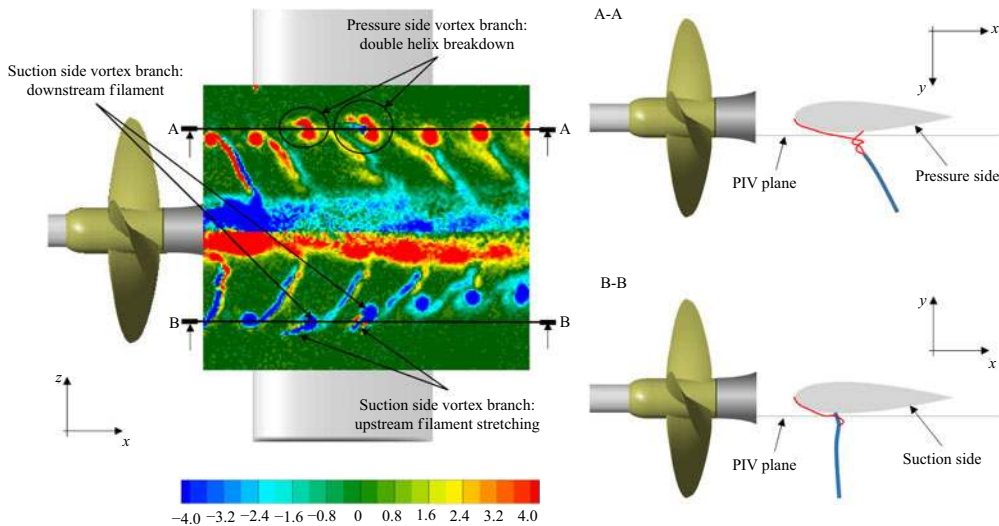 Pressure side vortex branch:
double helix breakdown
Suction side vortex branch:
downstream filament
A
A
B
B
z
x
Suction side vortex branch:
upstream filament stretching
−4.0 −3.2 −2.4 −1.6 −0.8 0 0.8 1.6 2.4 3.2 4.0
A-A
x
y
PIV plane
Pressure side
B-B
y
x
PIV plane
Suction side